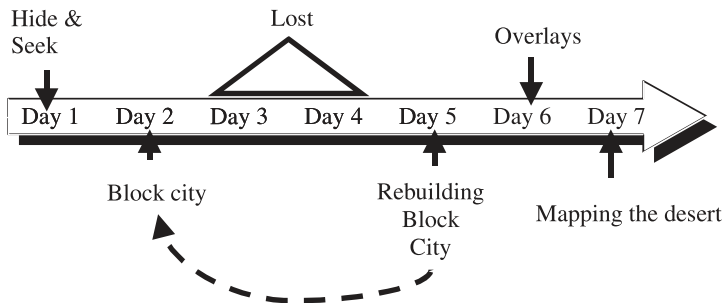 Hide &
Seek
Lost
Overlays
Day 1 Day 2 Day 3 Day 4 Day 5 Day 6 Day 7
Block city
Rebuilding
Block
City
Mapping the desert